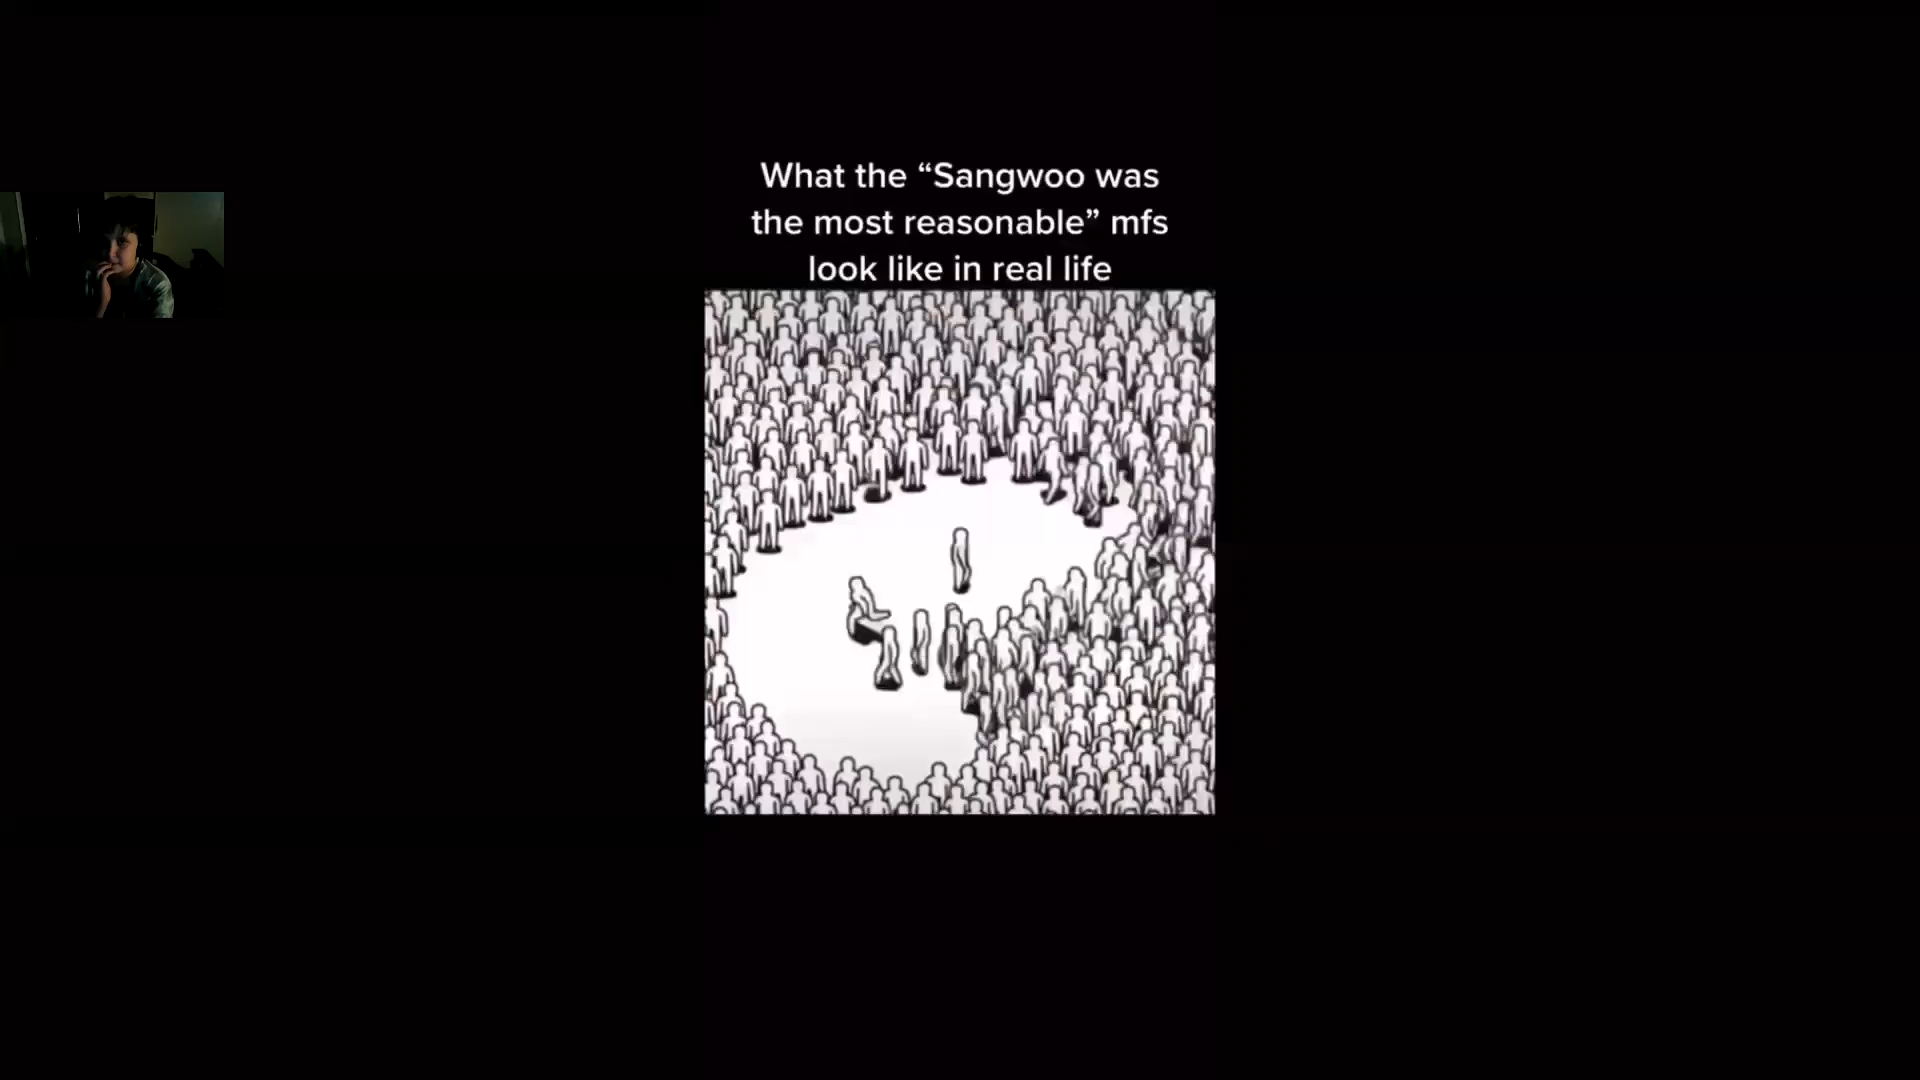 What the “Sangwoo was
the most reasonable” mfs
look like in real life